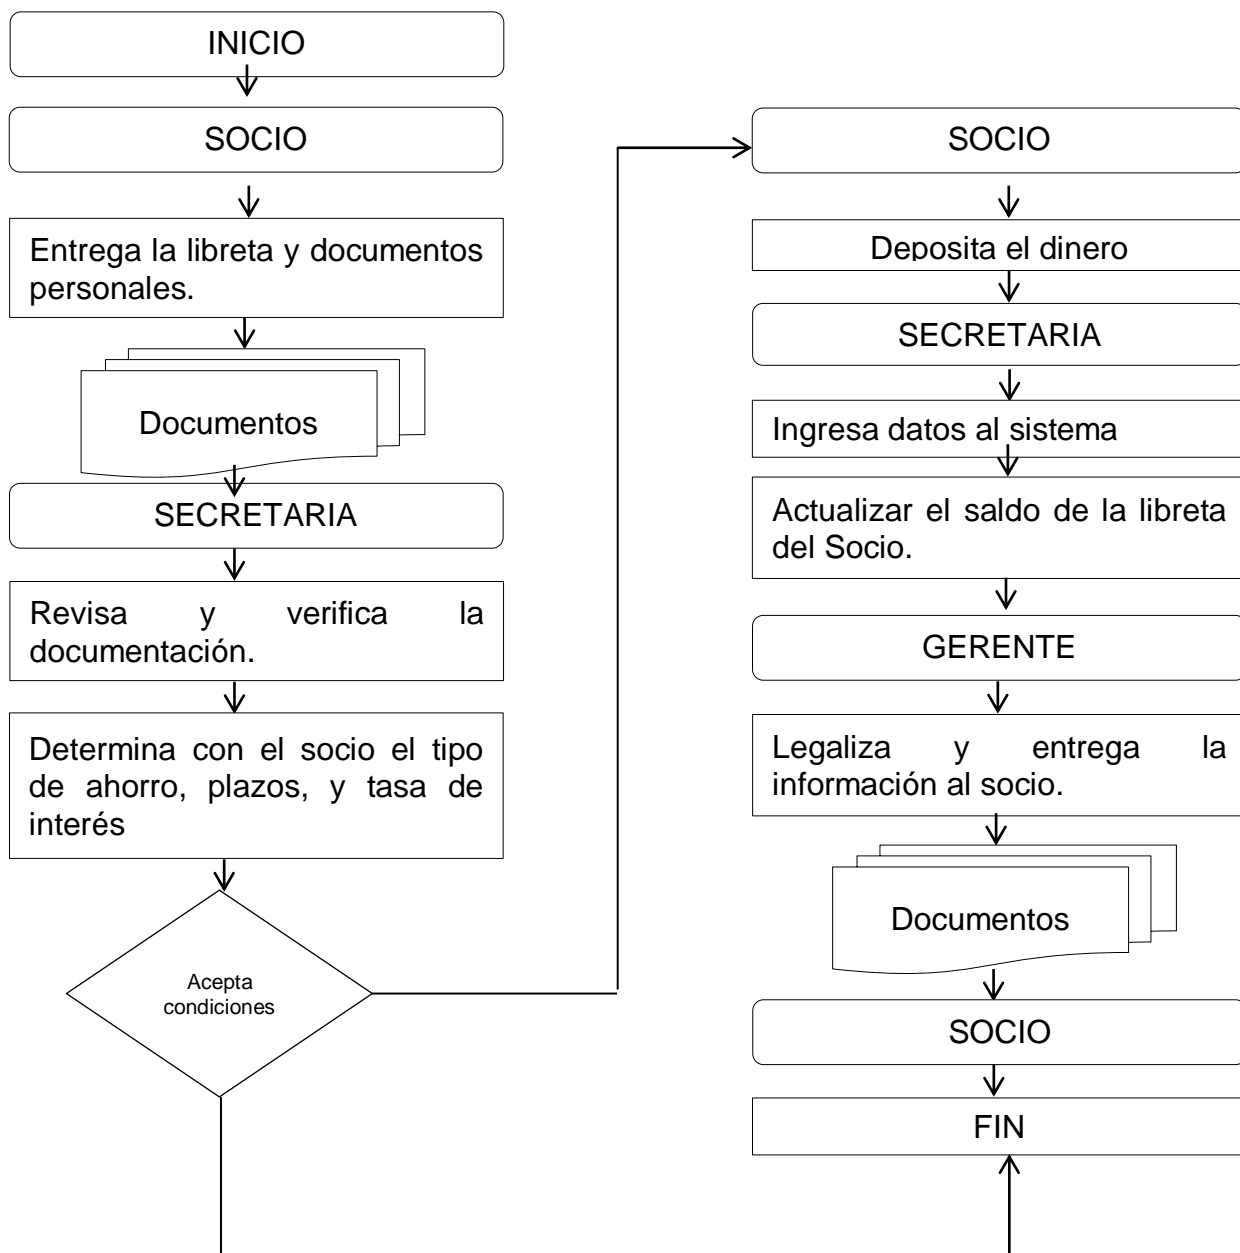 INICIO
SOCIO
Entrega la libreta y documentos
personales.
Documentos
SECRETARIA
Revisa y verifica la
documentación.
Determina con el socio el tipo
de ahorro, plazos, y tasa de
interés
Acepta
condiciones
SOCIO
Deposita el dinero
SECRETARIA
Ingresa datos al sistema
Actualizar el saldo de la libreta
del Socio.
GERENTE
Legaliza y entrega la
información al socio.
Documentos
SOCIO
FIN